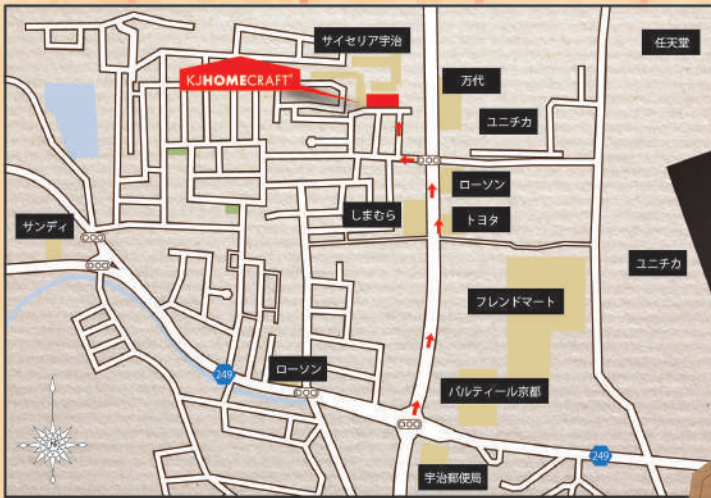 サイセリア宇治
任天堂
KJHOMECRAFT®
万代
ユニチカ
ローソン
しまむら
トヨタ
サンディ
ユニチカ
フレンドマート
249
ローソン
パルティール京都
249
宇治郵便局
N